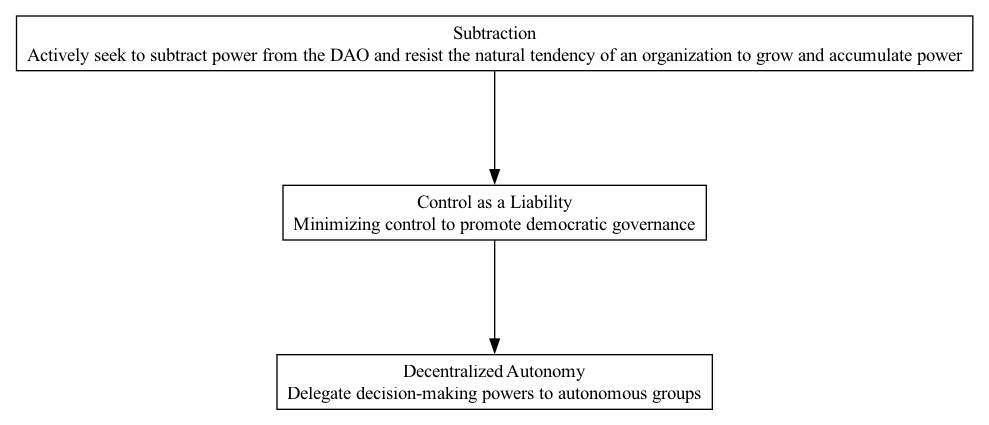 Subtraction
Actively seek to subtract power from the DAO and resist the natural tendency of an organization to grow and accumulate power
Control as a Liability
Minimizing control to promote democratic governance
Decentralized Autonomy
Delegate decision-making powers to autonomous groups